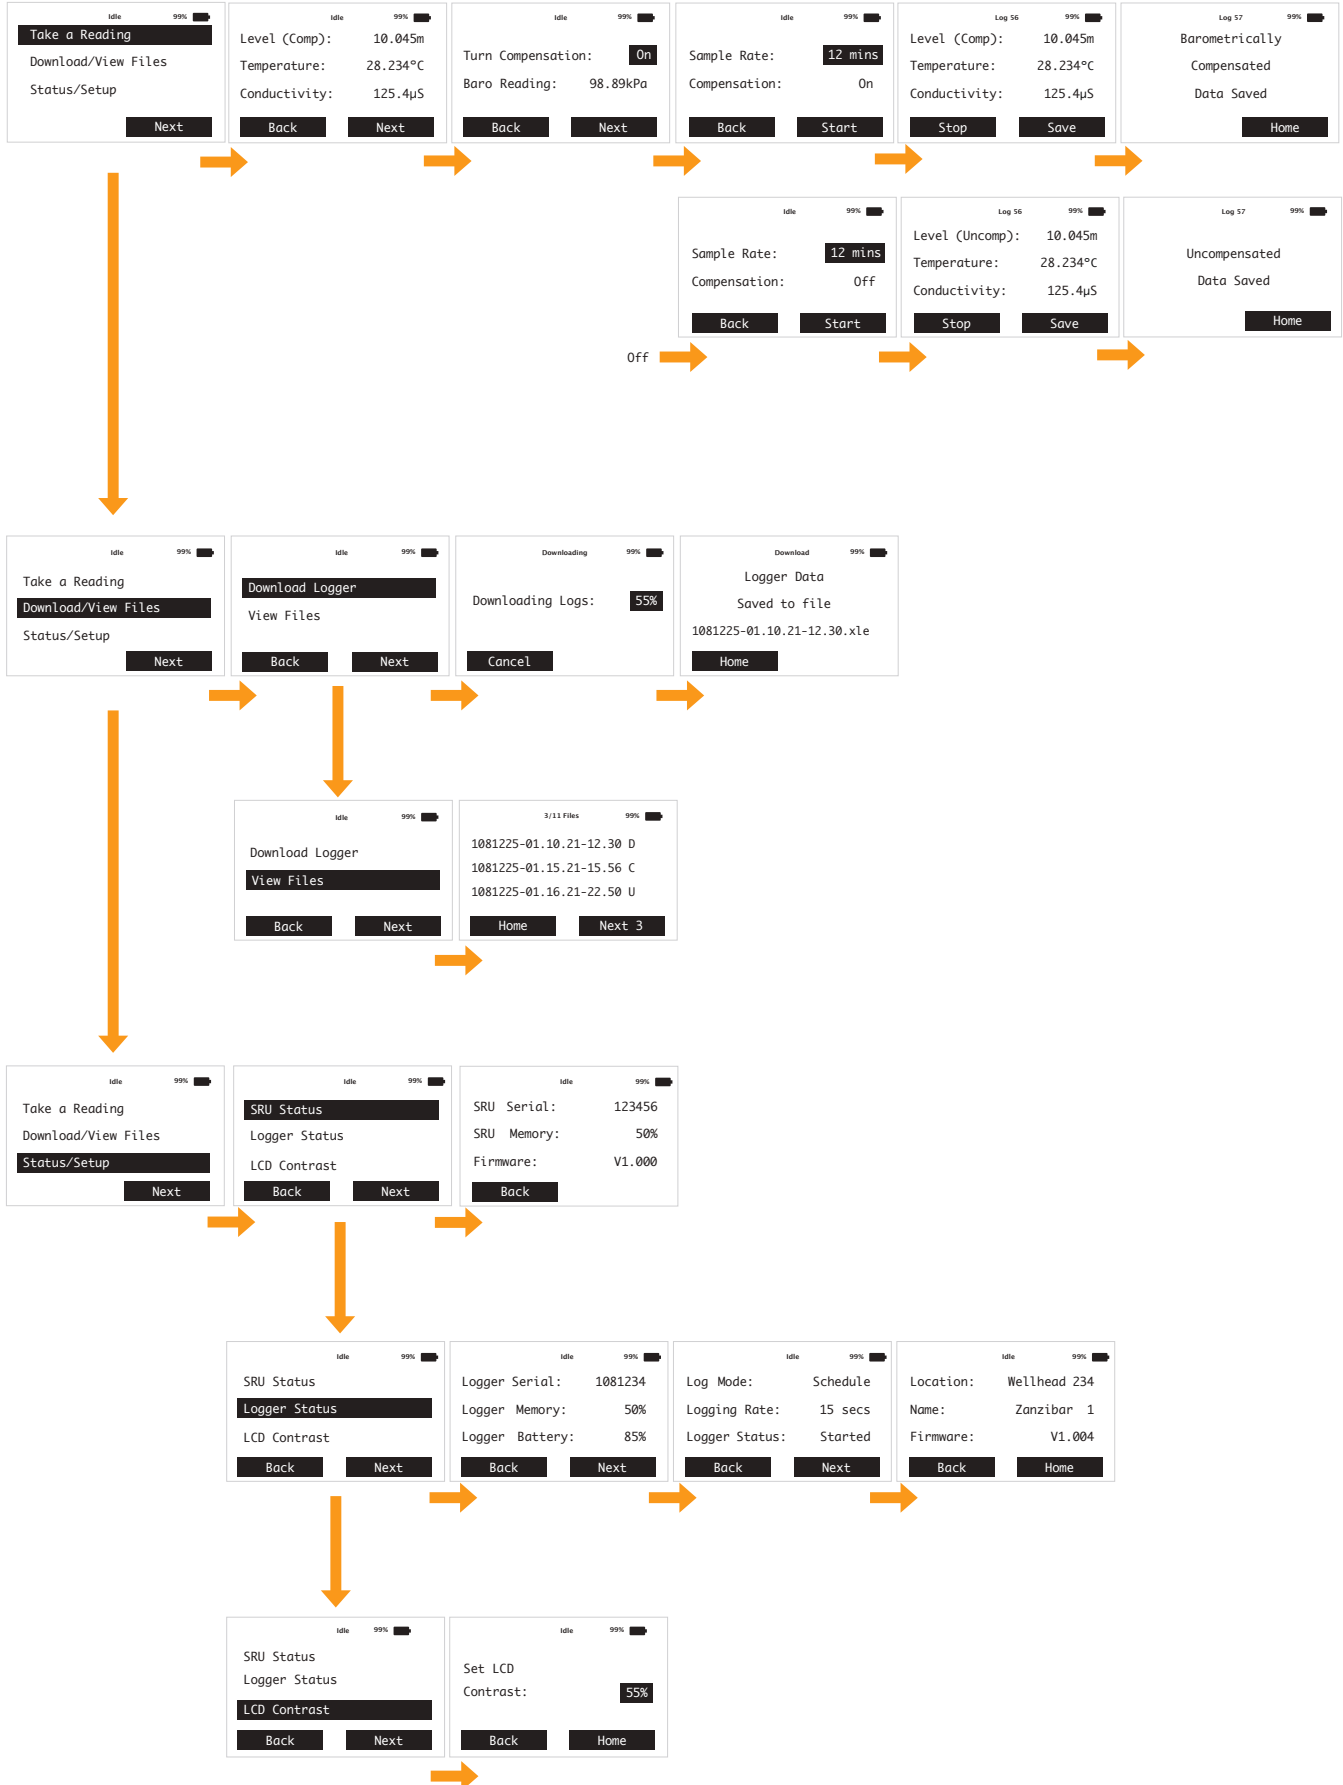 Idle 99%
Take a Reading
Download/View Files
Status/Setup
Next
Idle 99%
Level (Comp): 10.045m
Temperature: 28.234°C
Conductivity: 125.4µS
Back Next
Idle 99%
Turn Compensation: On
Baro Reading: 98.89kPa
Back Next
Idle 99%
Sample Rate: 12 mins
Compensation: On
Back Start
Log 56 99%
Level (Comp): 10.045m
Temperature: 28.234°C
Conductivity: 125.4µS
Stop Save
Log 57 99%
Barometrically
Compensated
Data Saved
Home
Off
Idle 99%
Sample Rate: 12 mins
Compensation: Off
Back Start
Log 56 99%
Level (Uncomp): 10.045m
Temperature: 28.234°C
Conductivity: 125.4µS
Stop Save
Log 57 99%
Uncompensated
Data Saved
Home
Idle 99%
Take a Reading
Download/View Files
Status/Setup
Next
Idle 99%
Download Logger
View Files
Back Next
Downloading 99%
Downloading Logs: 55%
Cancel
Download 99%
Logger Data
Saved to file
1081225-01.10.21-12.30.xle
Home
Idle 99%
Download Logger
View Files
Back Next
3/11 Files 99%
1081225-01.10.21-12.30 D
1081225-01.15.21-15.56 C
1081225-01.16.21-22.50 U
Home Next 3
Idle 99%
Take a Reading
Download/View Files
Status/Setup
Next
Idle 99%
SRU Status
Logger Status
LCD Contrast
Back Next
Idle 99%
SRU Serial: 123456
SRU Memory: 50%
Firmware: V1.000
Back
Idle 99%
SRU Status
Logger Status
LCD Contrast
Back Next
Idle 99%
Logger Serial: 1081234
Logger Memory: 50%
Logger Battery: 85%
Back Next
Idle 99%
Log Mode: Schedule
Logging Rate: 15 secs
Logger Status: Started
Back Next
Idle 99%
Location: Wellhead 234
Name: Zanzibar 1
Firmware: V1.004
Back Home
Idle 99%
SRU Status
Logger Status
LCD Contrast
Back Next
Idle 99%
Set LCD
Contrast: 55%
Back Home